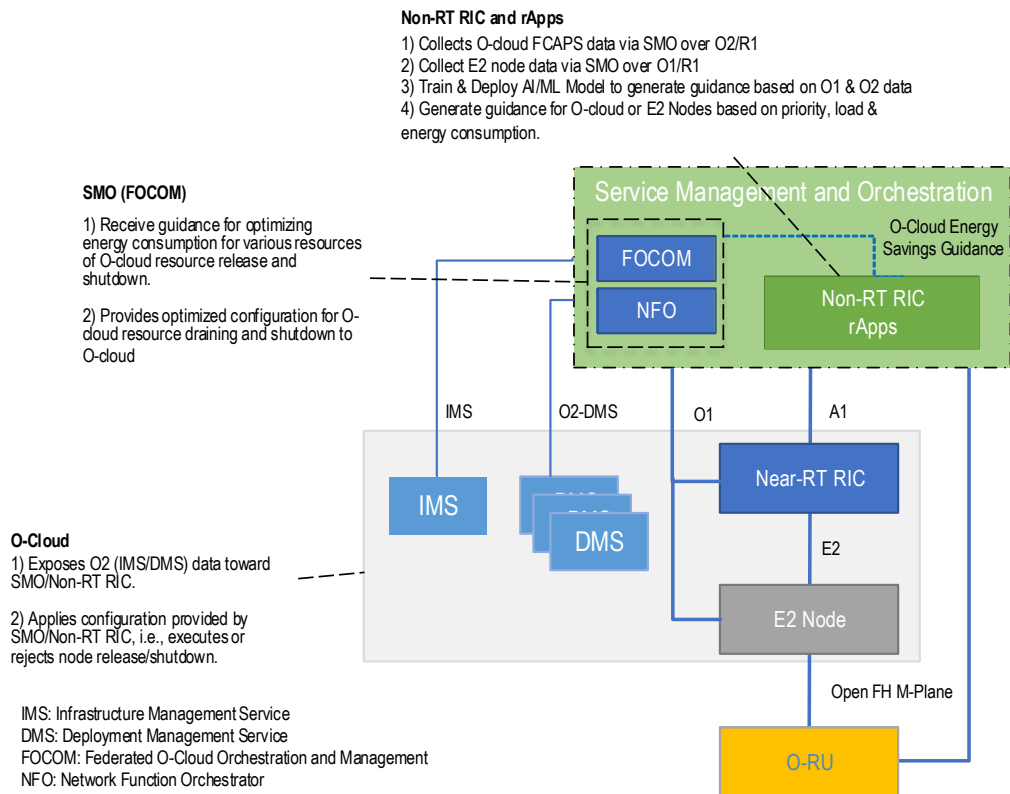 Non-RT RIC and rApps
1) Collects O-cloud FCAPS data via SMO over O2/R1
2) Collect E2 node data via SMO over O1/R1
3) Train & Deploy AI/ML Model to generate guidance based on O1 & O2 data
4) Generate guidance for O-cloud or E2 Nodes based on priority, load &
energy consumption.
SMO (FOCOM)
1) Receive guidance for optimizing
energy consumption for various resources
of O-cloud resource release and
shutdown.
2) Provides optimized configuration for O-
cloud resource draining and shutdown to
O-cloud
Service Management and Orchestration
O-Cloud Energy
Savings Guidance
FOCOM
NFO
Non-RT RIC
rApps
IMS
O2-DMS
O1
A1
IMS
DMS
Near-RT RIC
E2
E2 Node
O-Cloud
1) Exposes O2 (IMS/DMS) data toward
SMO/Non-RT RIC.
2) Applies configuration provided by
SMO/Non-RT RIC, i.e., executes or
rejects node release/shutdown.
Open FH M-Plane
O-RU
IMS: Infrastructure Management Service
DMS: Deployment Management Service
FOCOM: Federated O-Cloud Orchestration and Management
NFO: Network Function Orchestrator